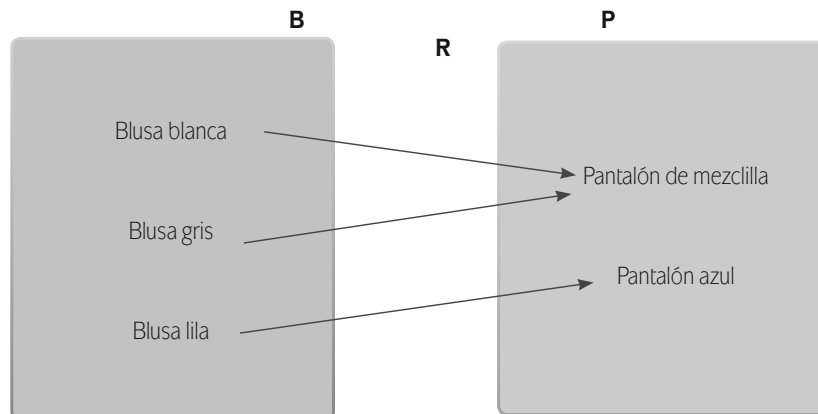 B
P
R
Blusa blanca
Pantalón de mezclilla
Blusa gris
Pantalón azul
Blusa lila